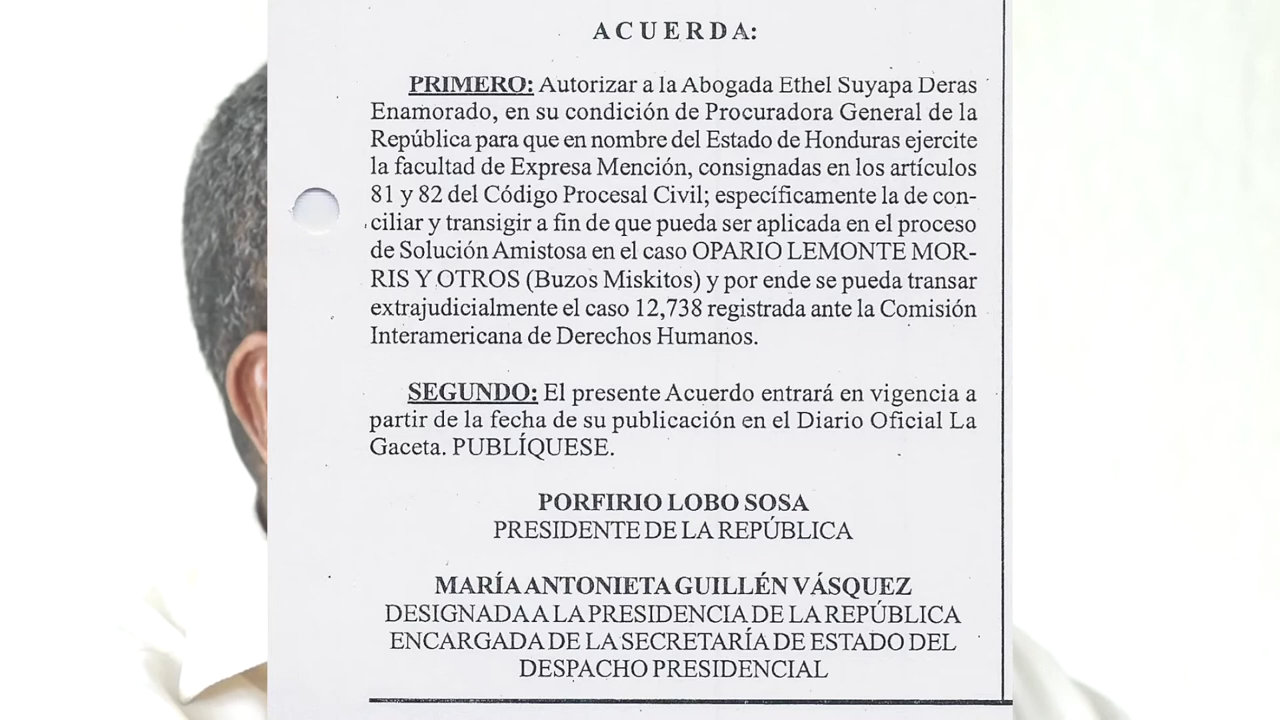 ACUERDA:
PRIMERO: Autorizar a la Abogada Ethel Suyapa Deras
Enamorado, en su condición de Procuradora General de la
República para que en nombre del Estado de Honduras ejercite
la facultad de Expresa Mención, consignadas en los artículos
81 y 82 del Código Procesal Civil; específicamente la de con-
ciliar y transigir a fin de que pueda ser aplicada en el proceso
de Solución Amistosa en el caso OPARIO LEMONTE MOR-
RIS Y OTROS (Buzos Miskitos) y por ende se pueda transar
extrajudicialmente el caso 12,738 registrada ante la Comisión
Interamericana de Derechos Humanos.
SEGUNDO: El presente Acuerdo entrará en vigencia a
partir de la fecha de su publicación en el Diario Oficial La
Gaceta. PUBLÍQUESE.
PORFIRIO LOBO SOSA
PRESIDENTE DE LA REPÚBLICA
MARÍA ANTONIETA GUILLÉN VÁSQUEZ
DESIGNADA A LA PRESIDENCIA DE LA REPÚBLICA
ENCARGADA DE LA SECRETARÍA DE ESTADO DEL
DESPACHO PRESIDENCIAL